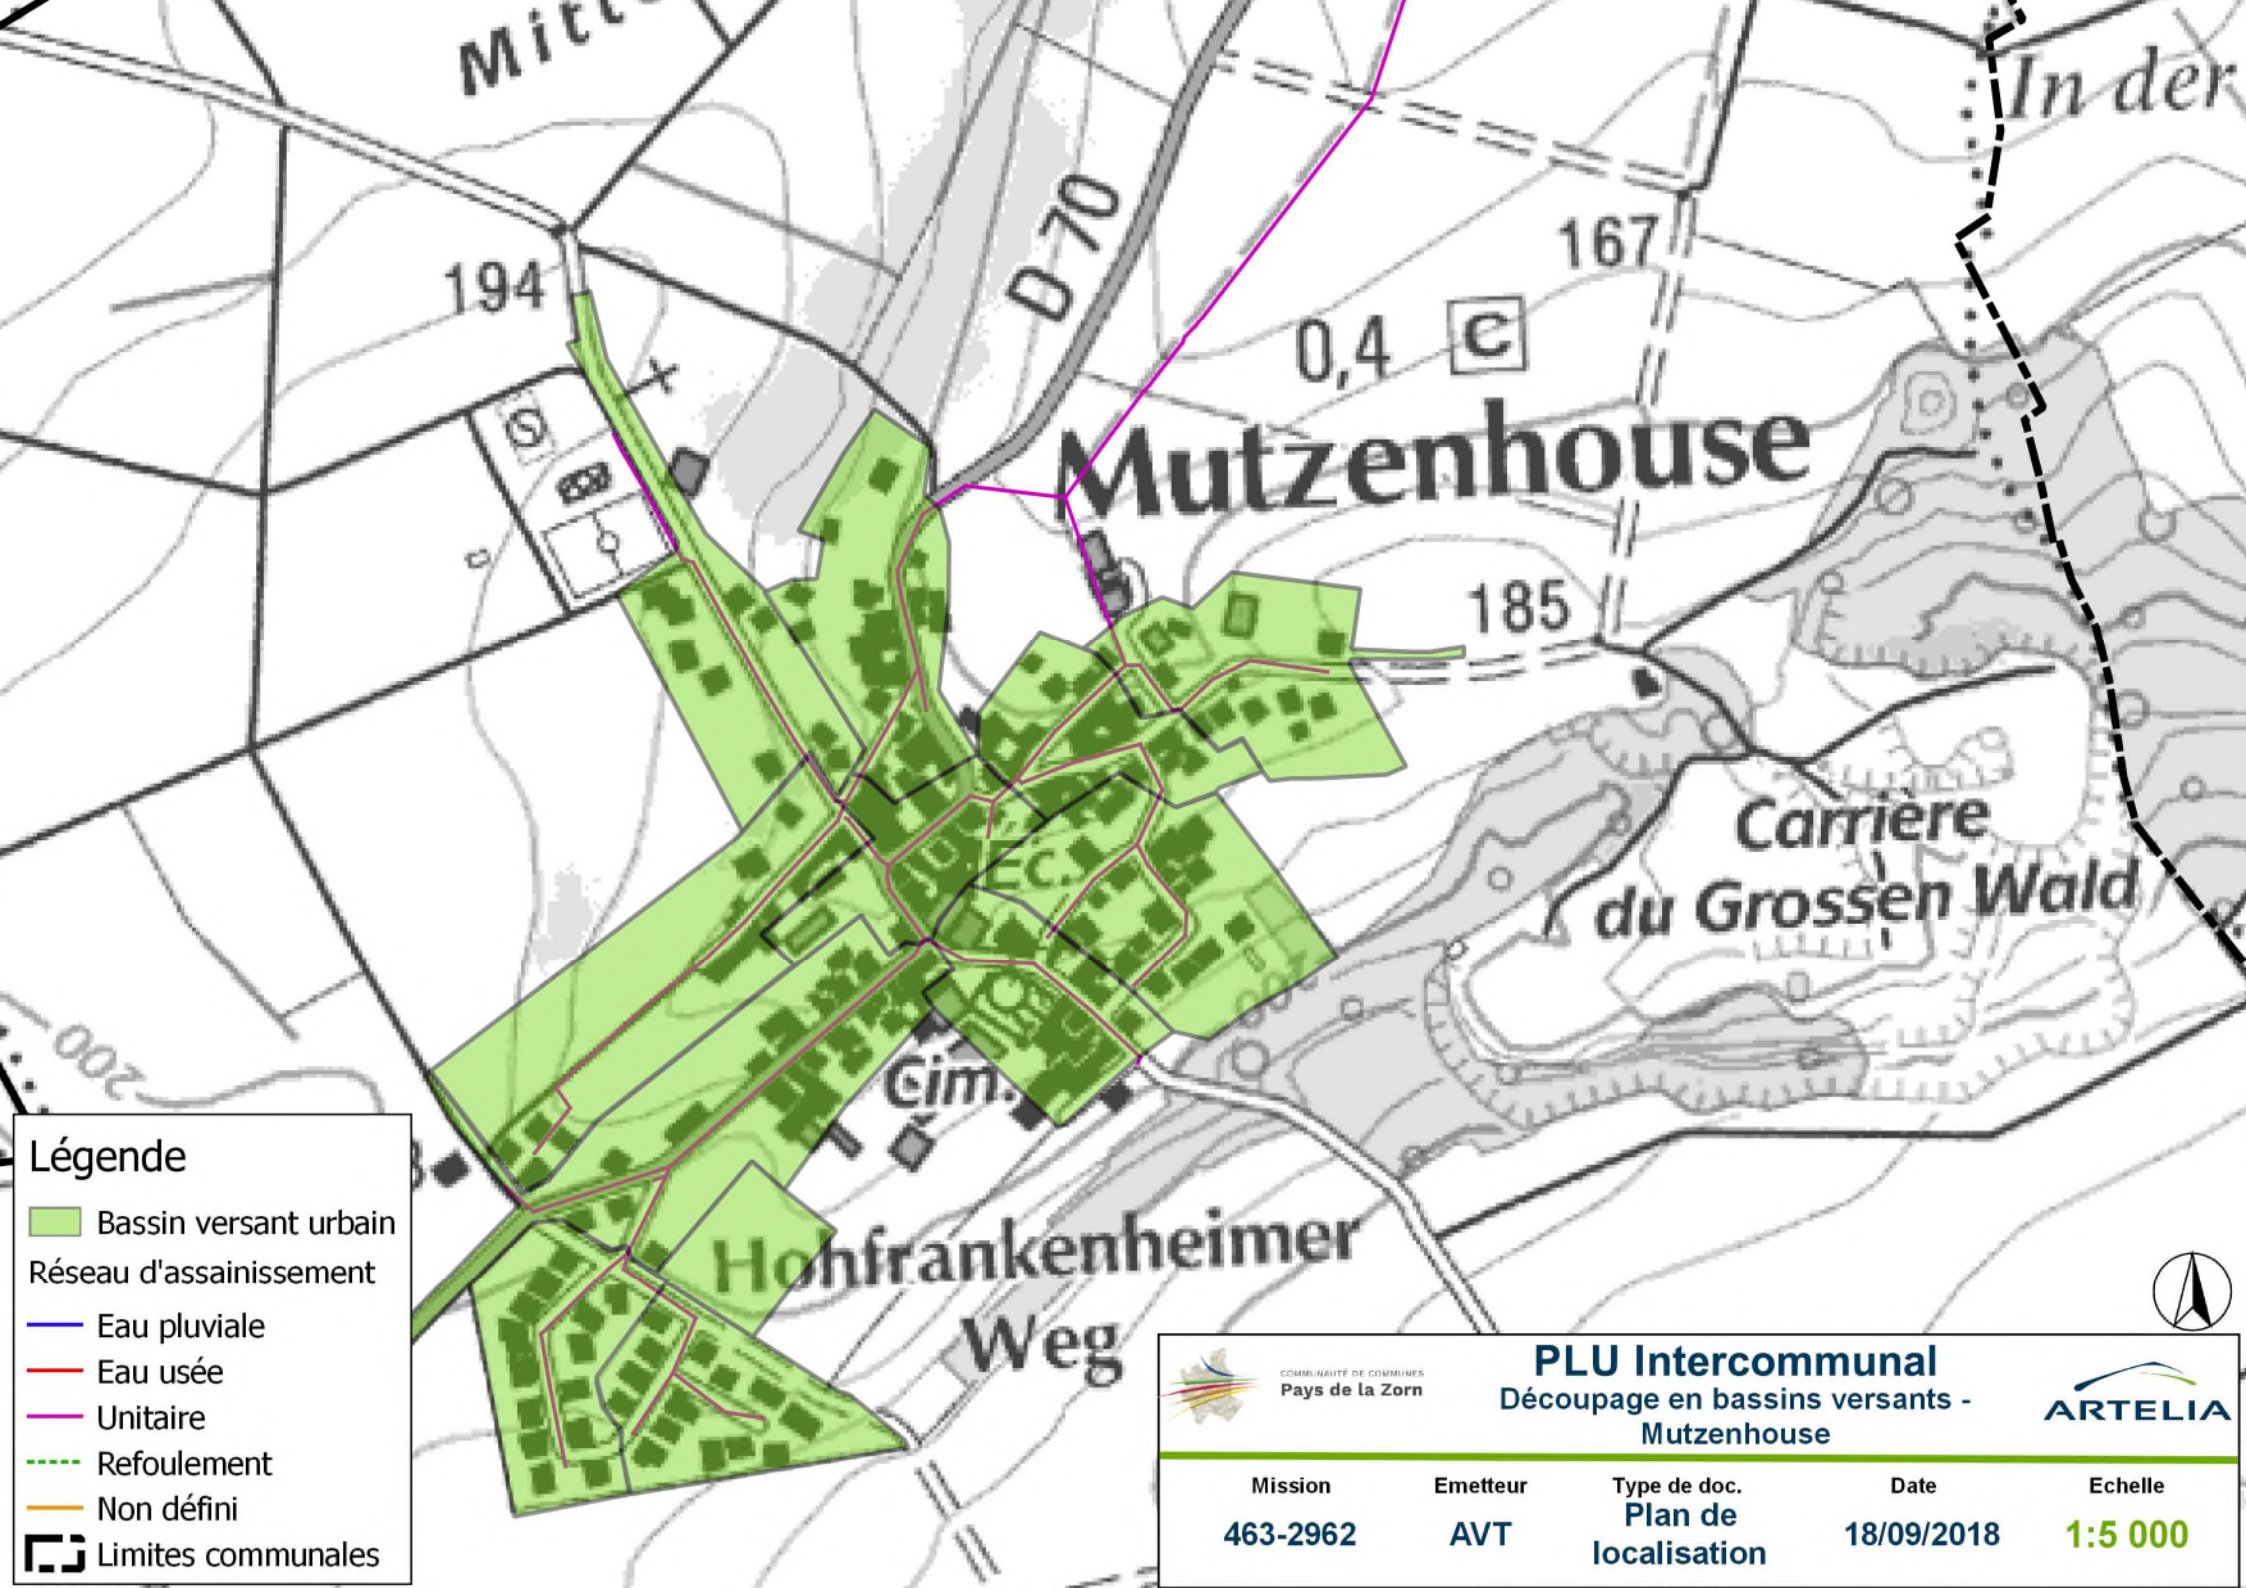 In der
D 70
167
194
0,4 C
Mutzenhouse
185
Carrière
du Grossen Wald
Éc.
200
Cim.
Hohfrankenheimer
Weg
Légende
Bassin versant urbain
Réseau d'assainissement
Eau pluviale
Eau usée
Unitaire
Refoulement
Non défini
Limites communales
COMMUNAUTÉ DE COMMUNES
Pays de la Zorn
PLU Intercommunal
Découpage en bassins versants -
Mutzenhouse
ARTELIA
Mission
Emetteur
Type de doc.
Date
Echelle
463-2962
AVT
Plan de
localisation
18/09/2018
1:5 000